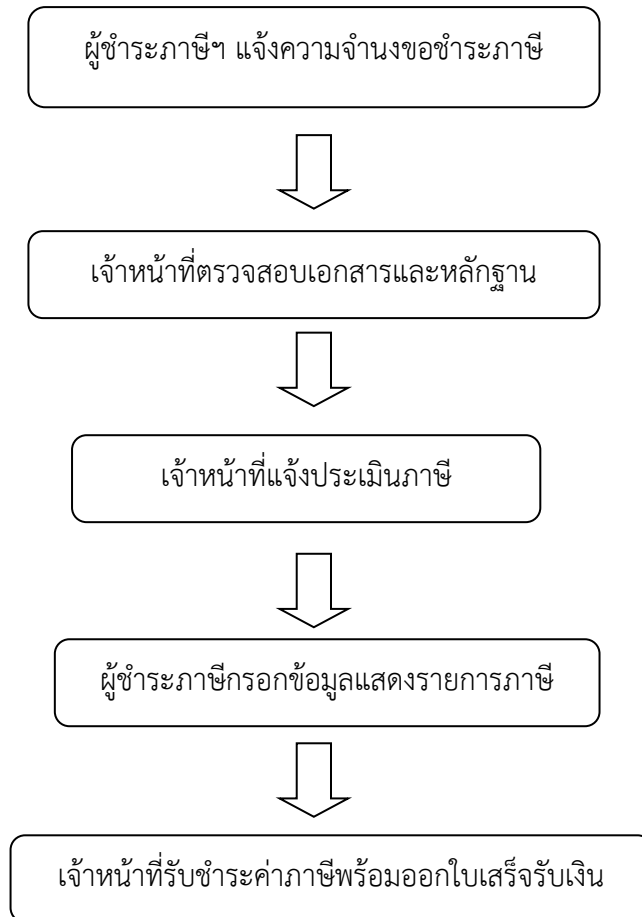 ผู้ชำระภาษีฯ แจ้งความจำนงขอชำระภาษี
เจ้าหน้าที่ตรวจสอบเอกสารและหลักฐาน
เจ้าหน้าที่แจ้งประเมินภาษี
ผู้ชำระภาษีกรอกข้อมูลแสดงรายการภาษี
เจ้าหน้าที่รับชำระค่าภาษีพร้อมออกใบเสร็จรับเงิน